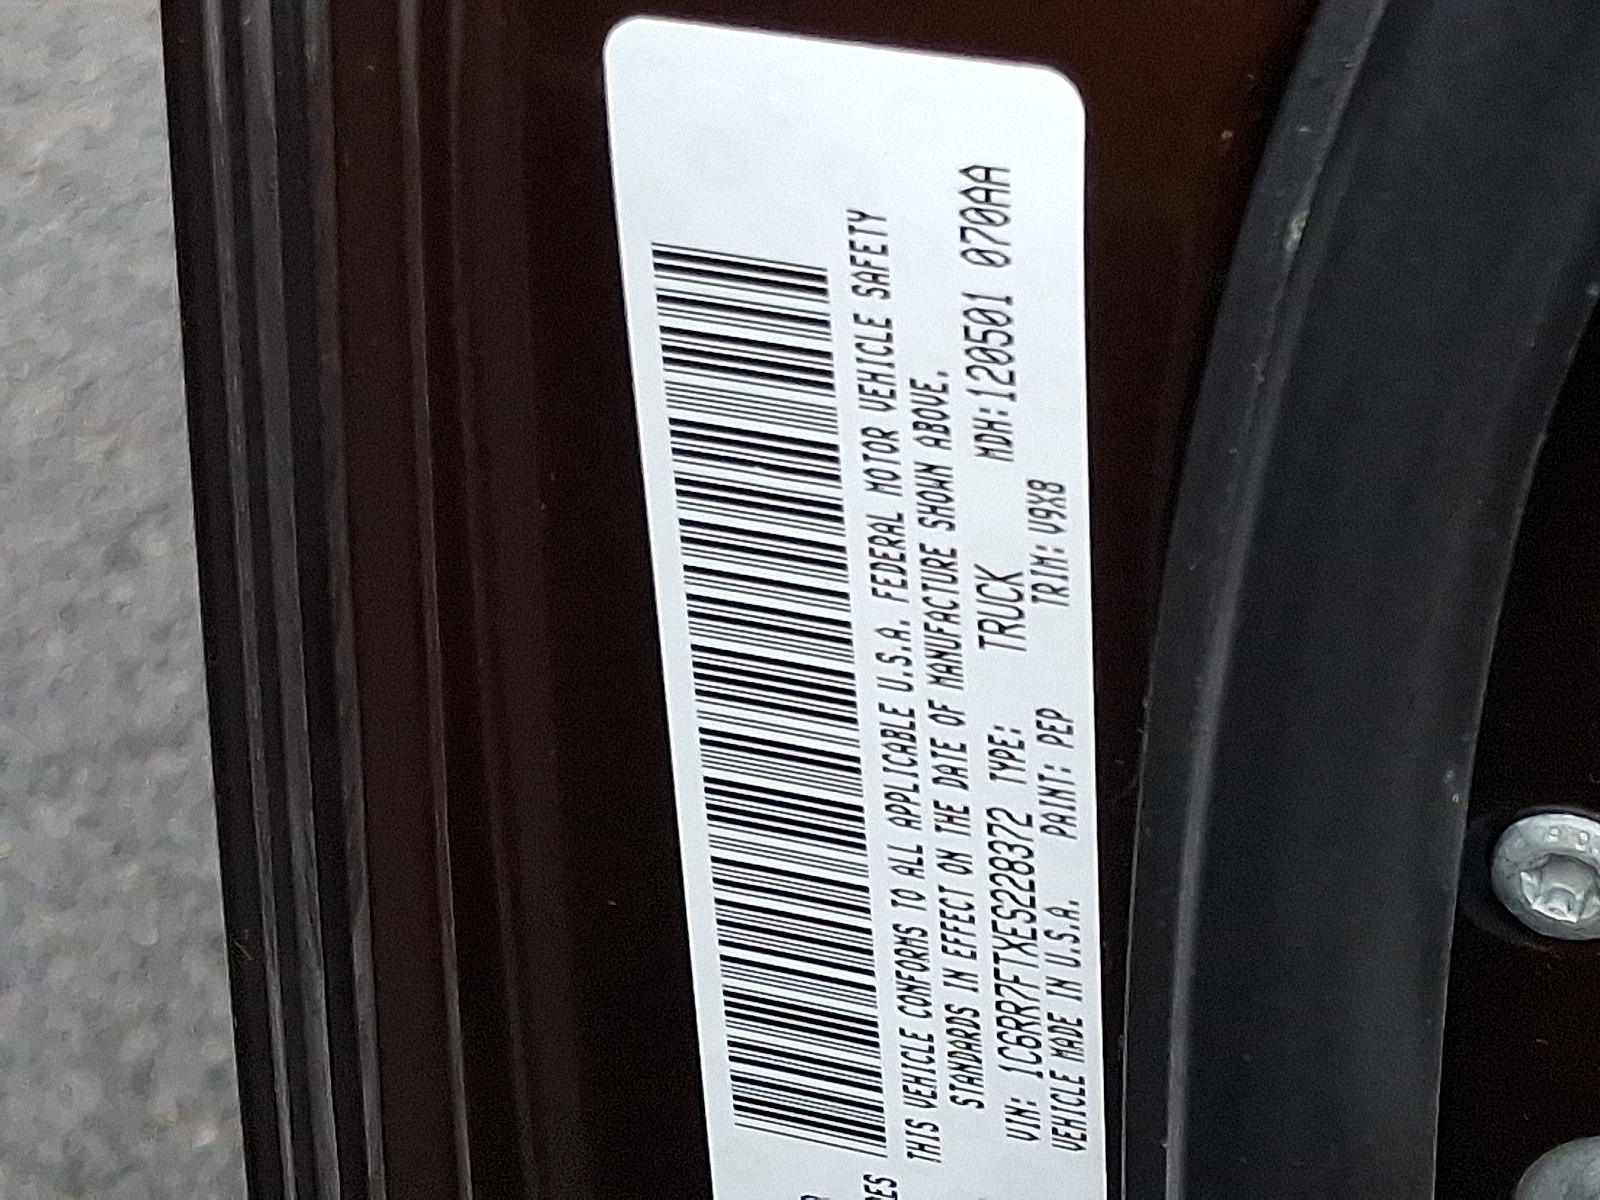 THIS VEHICLE CONFORMS TO ALL APPLICABLE U.S.A. FEDERAL MOTOR VEHICLE SAFETY
STANDARDS IN EFFECT ON THE DATE OF MANUFACTURE SHOWN ABOVE.
VIN: 1C6RR7FTXES228372 TYPE: TRUCK MDH:120501 070AA
VEHICLE MADE IN U.S.A. PAINT: PEP TRIM: V9X8